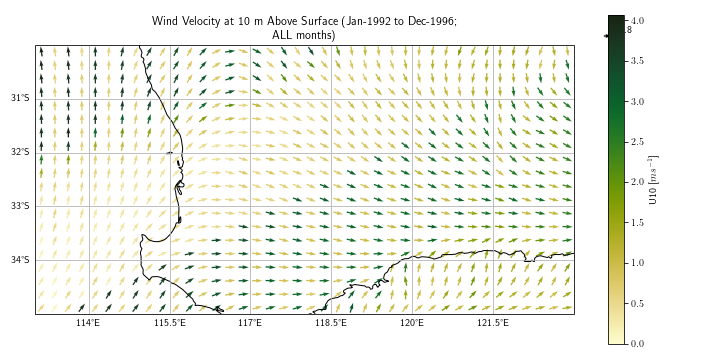 Wind Velocity at 10 m Above Surface (Jan-1992 to Dec-1996;
ALL months)
4.0
.8
3.5
3.0
2.5
2.0
1.5
1.0
0.5
0.0
U10 [ms⁻¹]
31°S
32°S
33°S
34°S
114°E
115.5°E
117°E
118.5°E
120°E
121.5°E